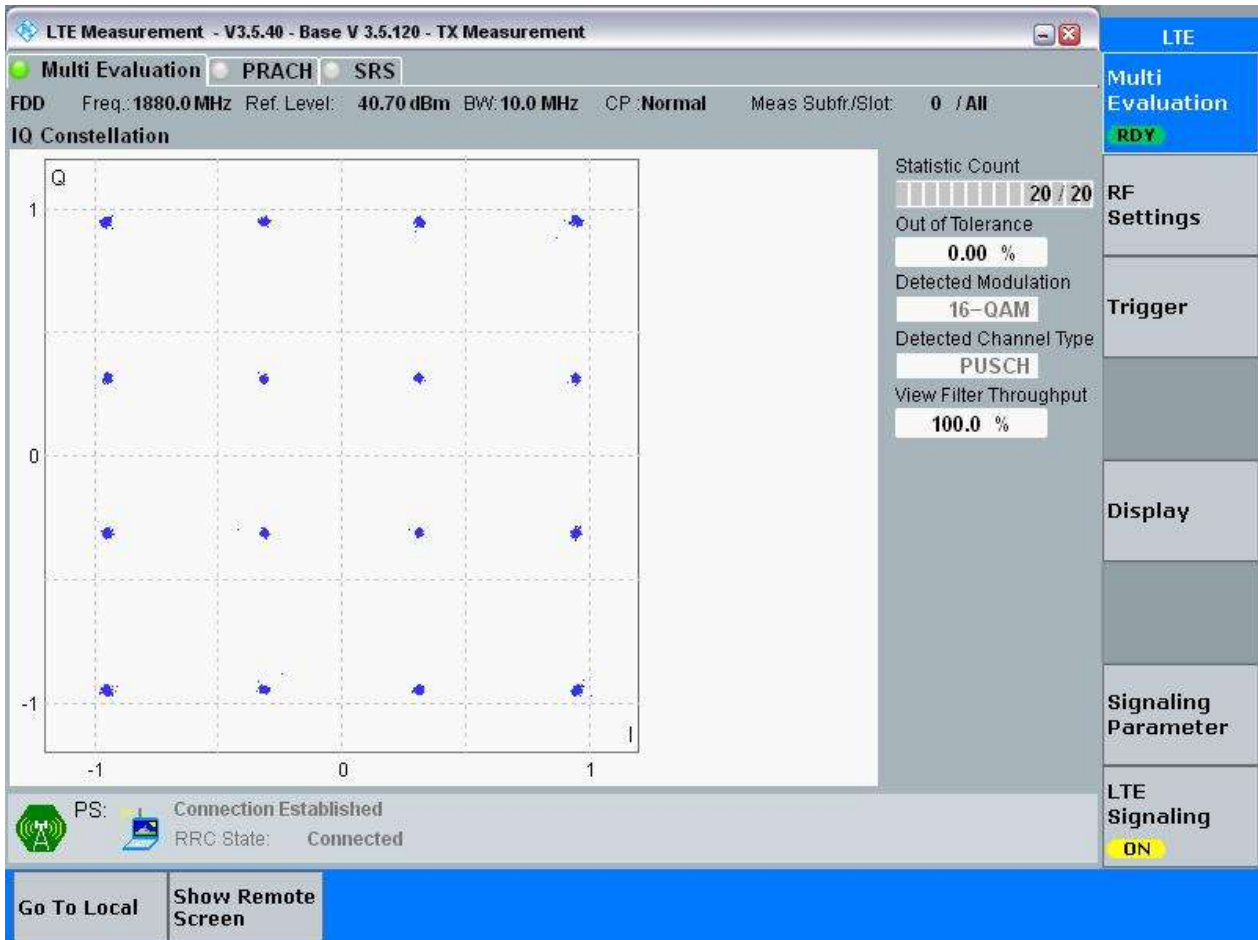 LTE Measurement - V3.5.40 - Base V 3.5.120 - TX Measurement
LTE
Multi Evaluation PRACH SRS
Multi
Evaluation
RDY
FDD Freq.:1880.0 MHz Ref. Level: 40.70 dBm BW:10.0 MHz CP :Normal Meas Subfr./Slot: 0 / All
IQ Constellation
Q
1
0
-1
I
-1 0 1
Statistic Count
20 / 20
Out of Tolerance
0.00 %
Detected Modulation
16-QAM
Detected Channel Type
PUSCH
View Filter Throughput
100.0 %
RF
Settings
Trigger
Display
Signaling
Parameter
LTE
Signaling
ON
PS: Connection Established
RRC State: Connected
Go To Local
Show Remote
Screen